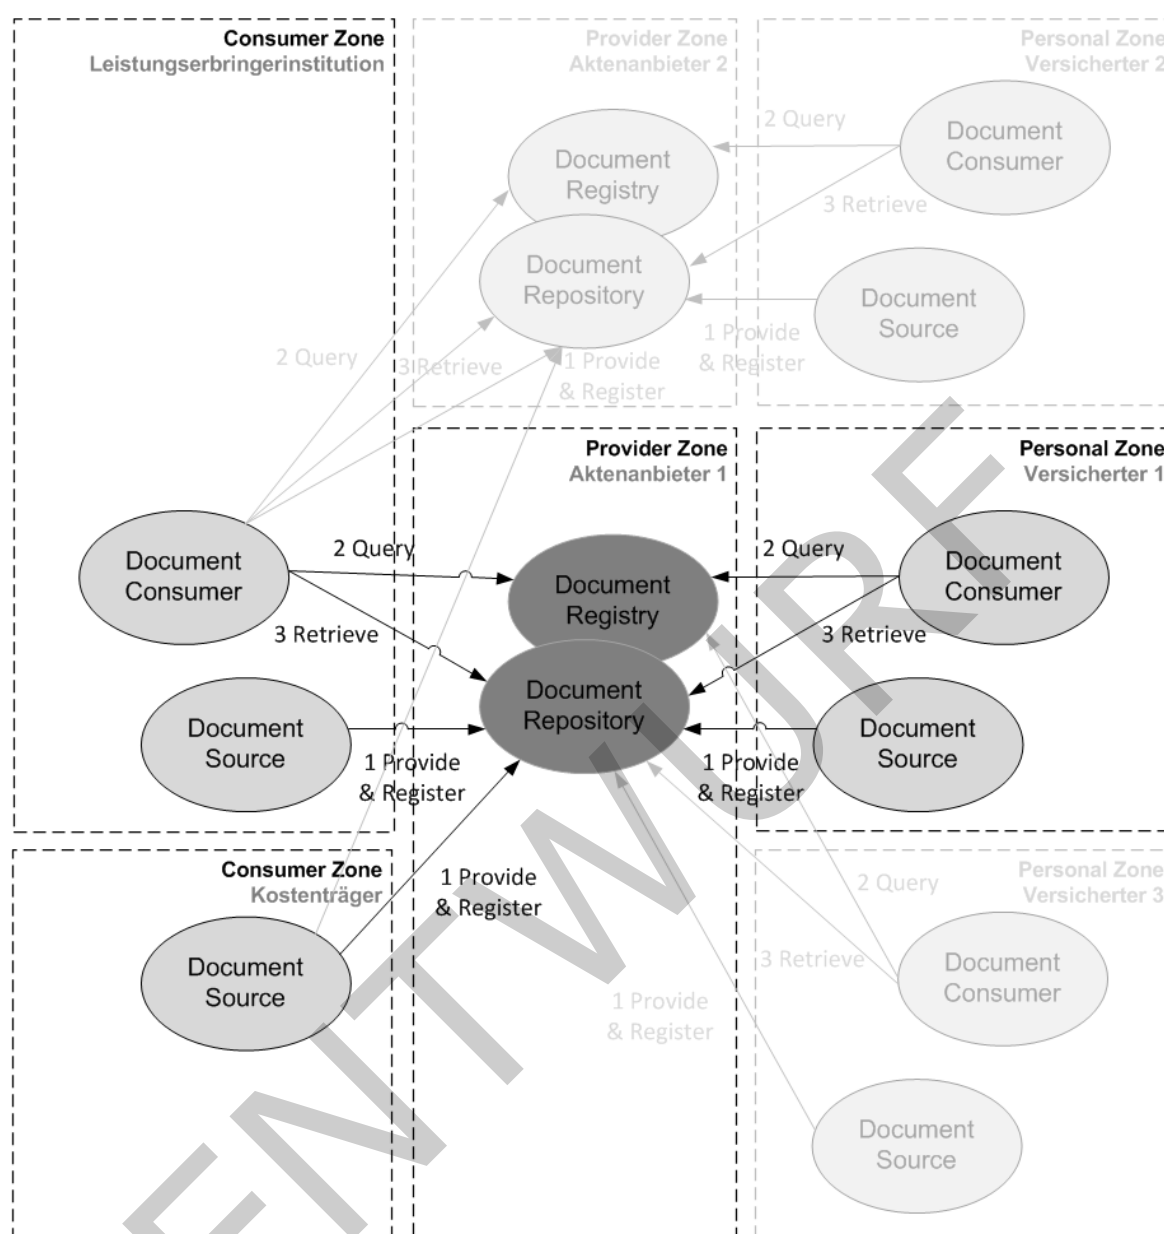 Consumer Zone
Leistungserbringerinstitution
Provider Zone
Aktenanbieter 2
Personal Zone
Versicherter 2
Document
Registry
Document
Repository
2 Query
Document
Consumer
3 Retrieve
Document
Source
1 Provide
& Register
2 Query
3 Retrieve
1 Provide
& Register
Provider Zone
Aktenanbieter 1
Personal Zone
Versicherter 1
Document
Consumer
2 Query
3 Retrieve
Document
Registry
Document
Repository
2 Query
Document
Consumer
3 Retrieve
Document
Source
1 Provide
& Register
1 Provide
& Register
Document
Source
Consumer Zone
Kostenträger
Document
Source
1 Provide
& Register
Personal Zone
Versicherter 3
2 Query
3 Retrieve
Document
Consumer
1 Provide
& Register
Document
Source
ENTWURF